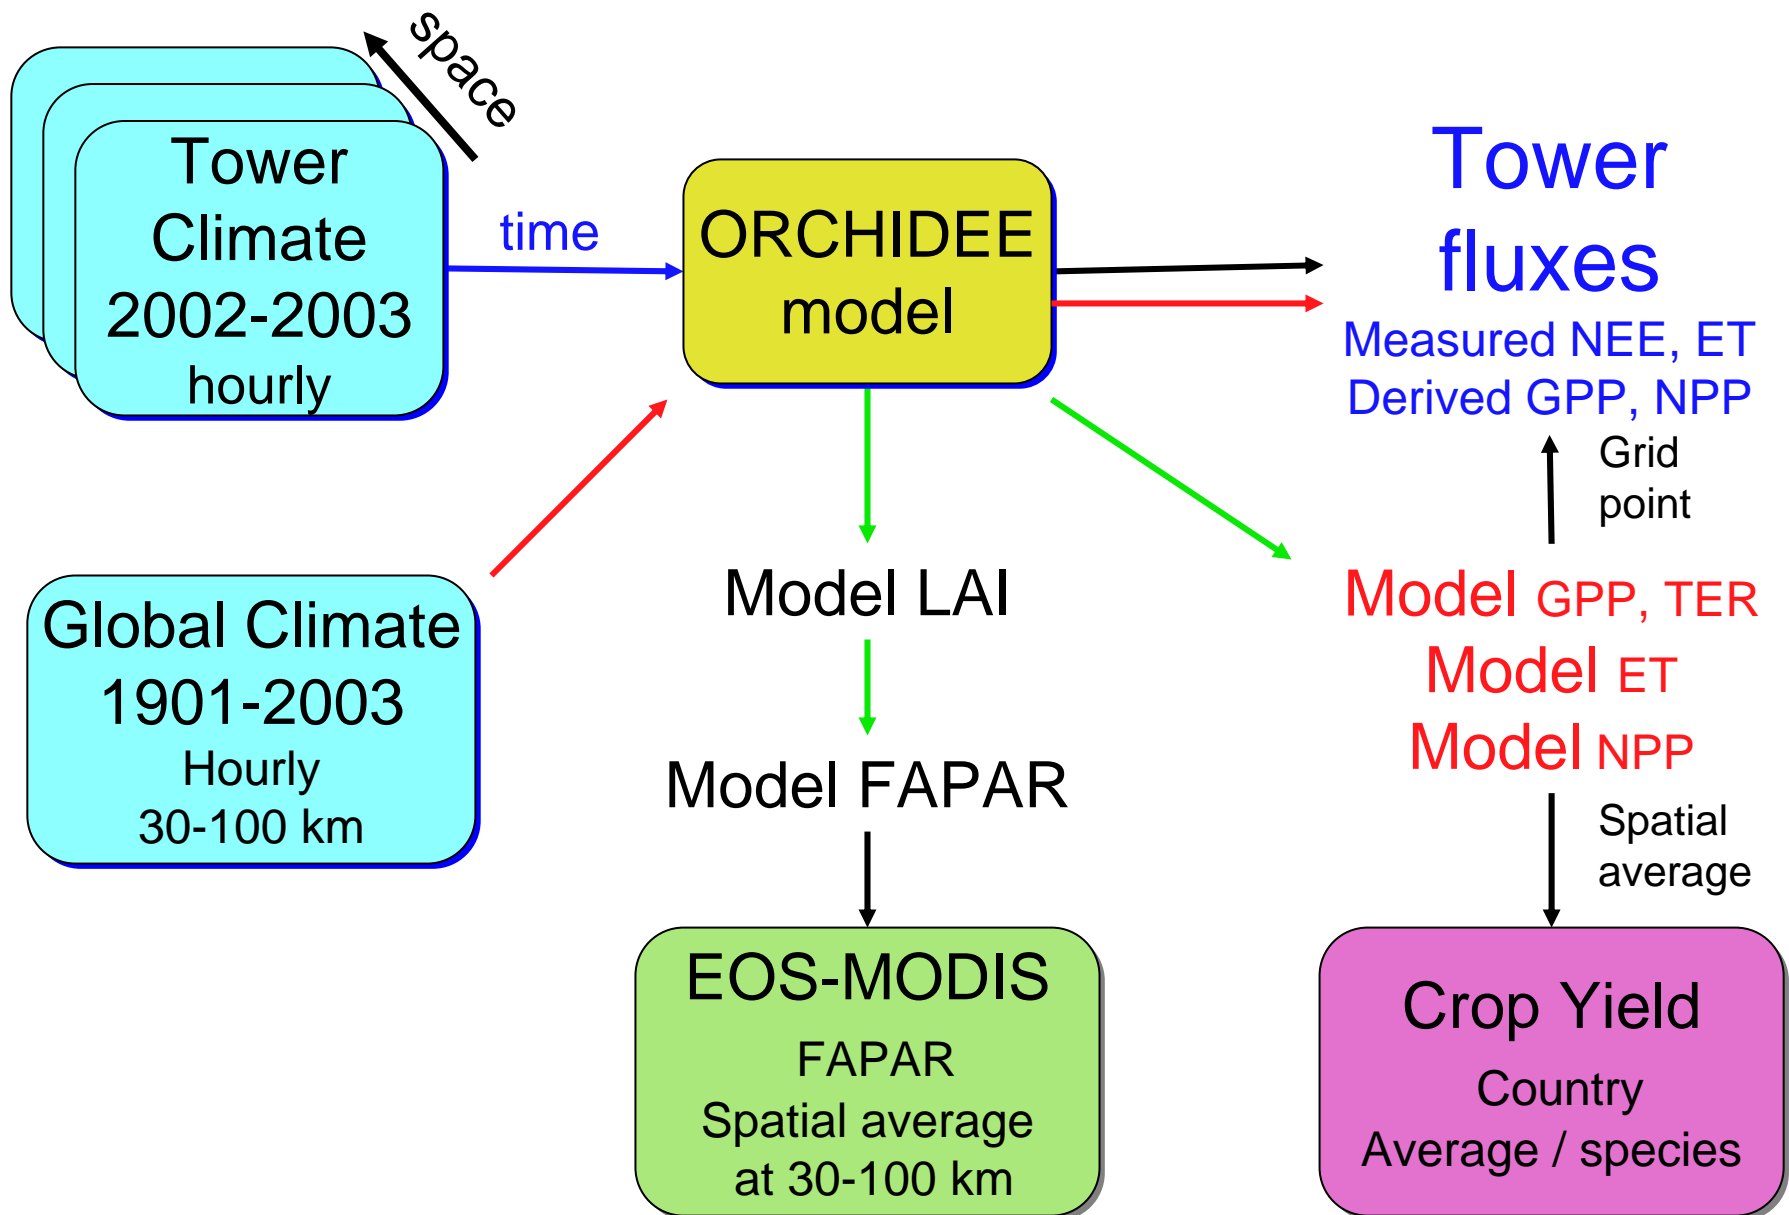 space
Tower
Climate
2002-2003
hourly
time
ORCHIDEE
model
Tower
fluxes
Measured NEE, ET
Derived GPP, NPP
Grid
point
Global Climate
1901-2003
Hourly
30-100 km
Model LAI
Model FAPAR
Model GPP, TER
Model ET
Model NPP
Spatial
average
EOS-MODIS
FAPAR
Spatial average
at 30-100 km
Crop Yield
Country
Average / species